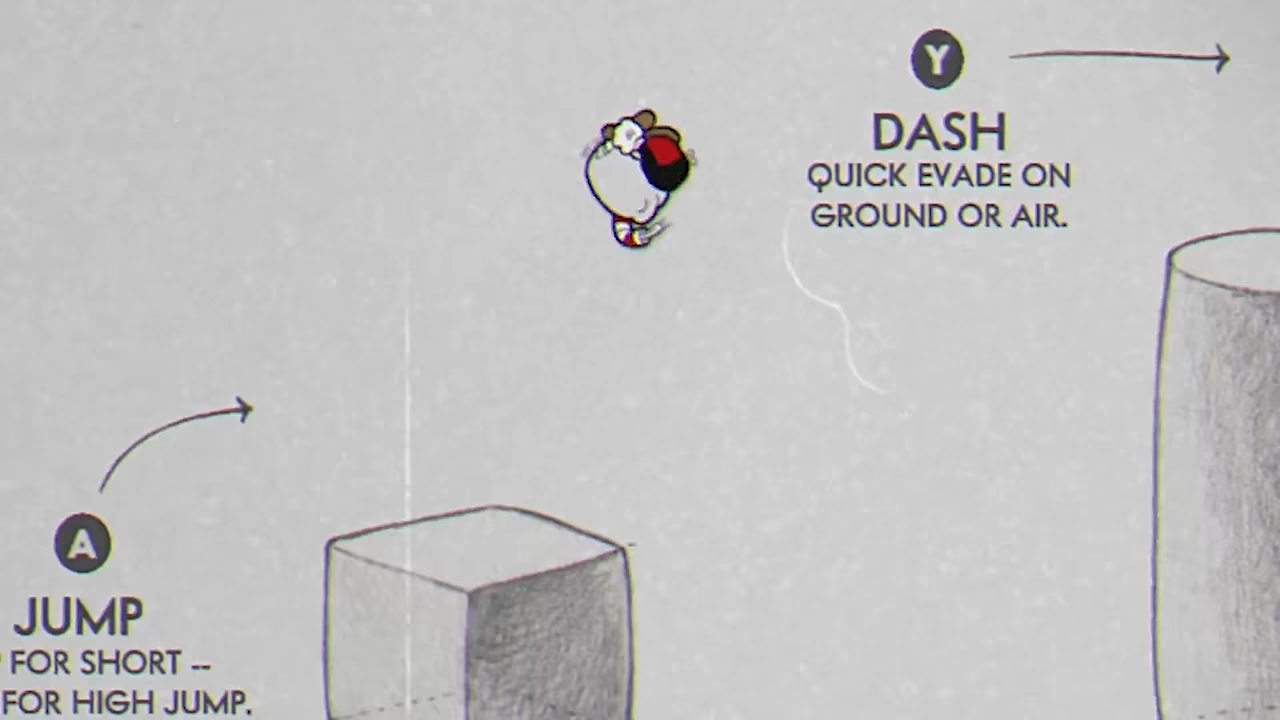 Y
DASH
QUICK EVADE ON
GROUND OR AIR.
A
JUMP
FOR SHORT --
FOR HIGH JUMP.